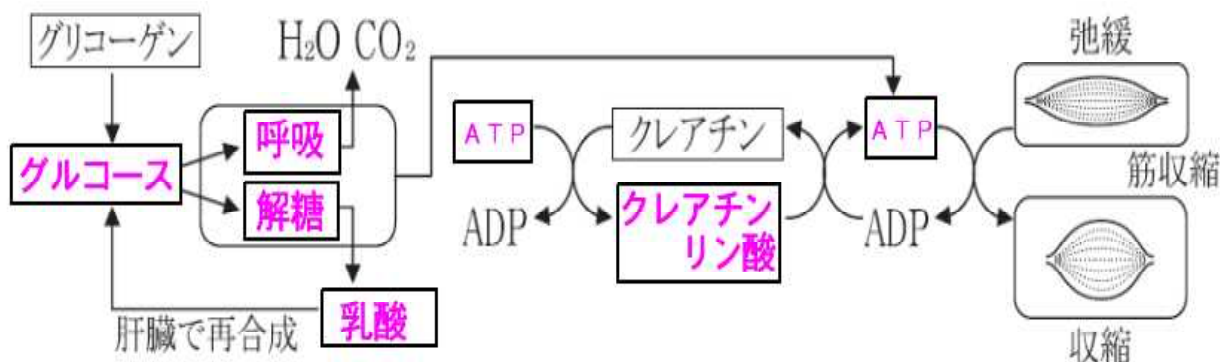 グリコーゲン
H₂O CO₂
弛緩
呼吸
ATP
クレアチン
ATP
グルコース
筋収縮
解糖
ADP
クレアチン
リン酸
ADP
乳酸
肝臓で再合成
収縮